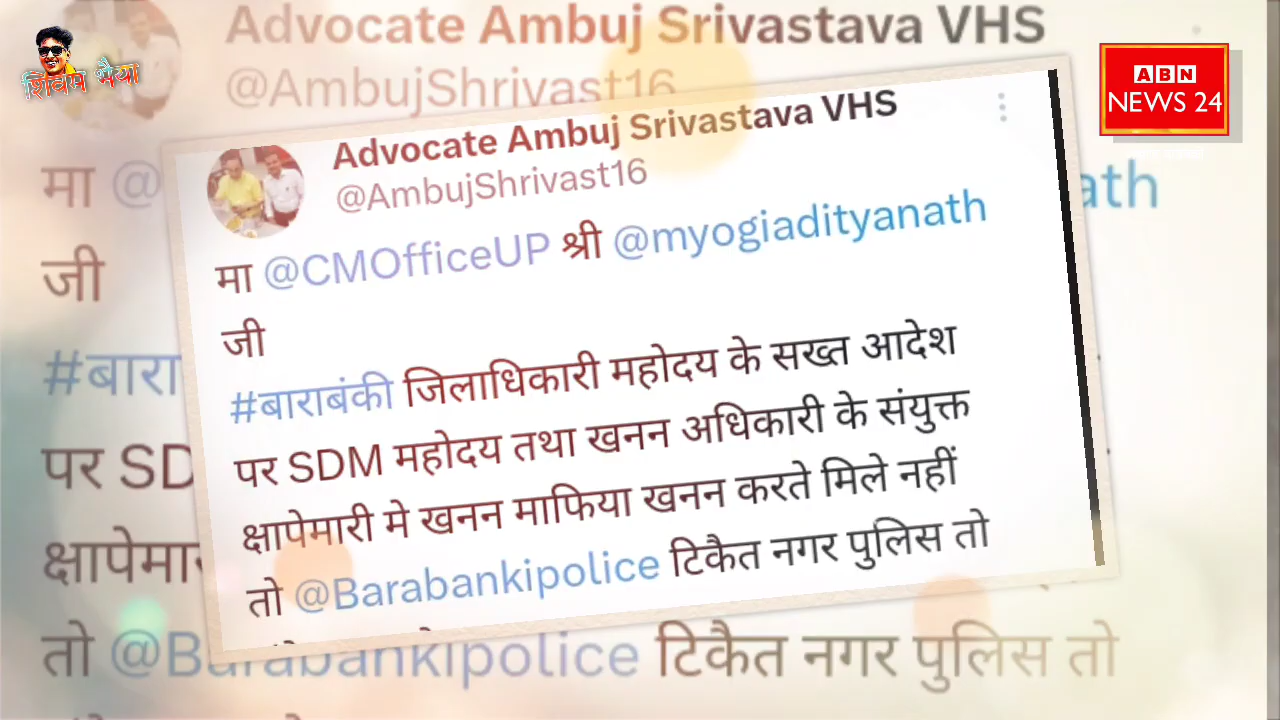 Advocate Ambuj Srivastava VHS
@AmbujShrivast16
शिवम भैया
ABN
NEWS 24
Advocate Ambuj Srivastava VHS
@AmbujShrivast16
मा @CMOfficeUP श्री @myogiadityanath
जी
#बाराबंकी जिलाधिकारी महोदय के सख्त आदेश
पर SDM महोदय तथा खनन अधिकारी के संयुक्त
क्षापेमारी मे खनन माफिया खनन करते मिले नहीं
तो @Barabankipolice टिकैत नगर पुलिस तो
मा @
ath
जी
#बारा
पर SD
क्षापेमार
तो @Barabankipolice टिकैत नगर पुलिस तो